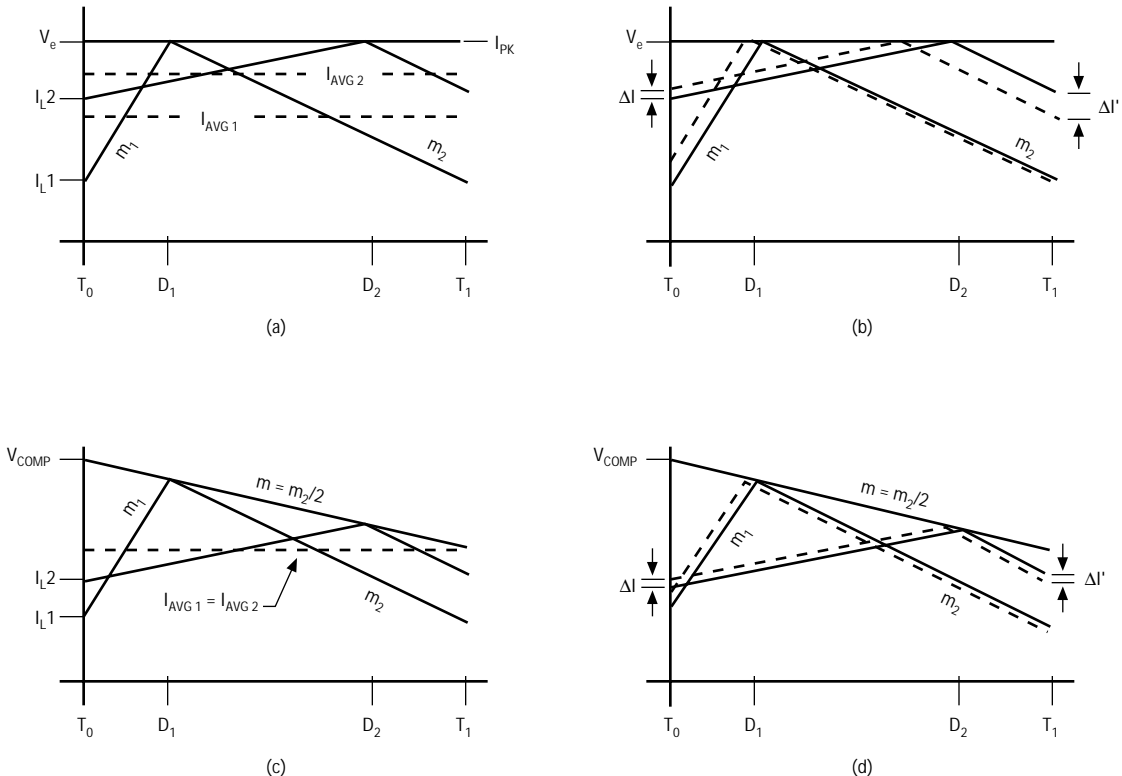 V_e
I_PK
I_AVG 2
I_L2
I_AVG 1
m_1
m_2
I_L1
T_0 D_1 D_2 T_1
(a)
V_e
ΔI
ΔI'
m_1
m_2
T_0 D_1 D_2 T_1
(b)
V_COMP
m = m_2/2
m_1
I_L2
I_AVG 1 = I_AVG 2
m_2
I_L1
T_0 D_1 D_2 T_1
(c)
V_COMP
m = m_2/2
m_1
ΔI
ΔI'
m_2
T_0 D_1 D_2 T_1
(d)